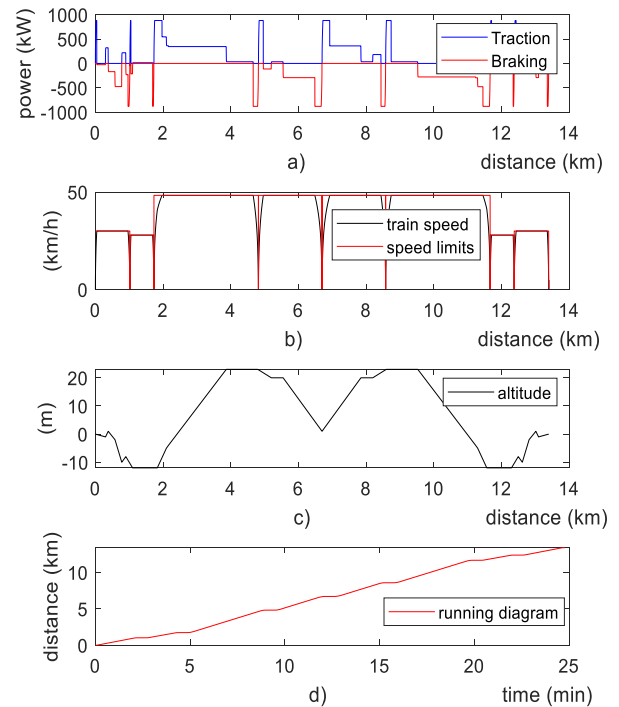 power (kW)
1000
500
0
-500
-1000
Traction
Braking
0 2 4 6 8 10 12 14
a) distance (km)
(km/h)
50
0
train speed
speed limits
0 2 4 6 8 10 12 14
b) distance (km)
(m)
20
0
-10
altitude
0 2 4 6 8 10 12 14
c) distance (km)
distance (km)
10
5
0
running diagram
0 5 10 15 20 25
d) time (min)